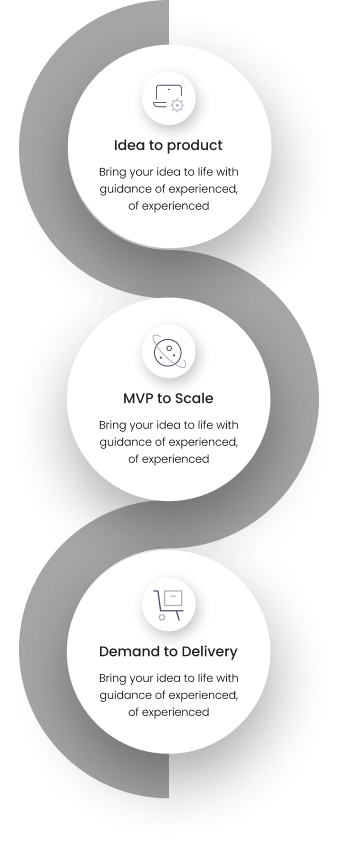 Idea to product
Bring your idea to life with
guidance of experienced,
of experienced
MVP to Scale
Bring your idea to life with
guidance of experienced,
of experienced
Demand to Delivery
Bring your idea to life with
guidance of experienced,
of experienced